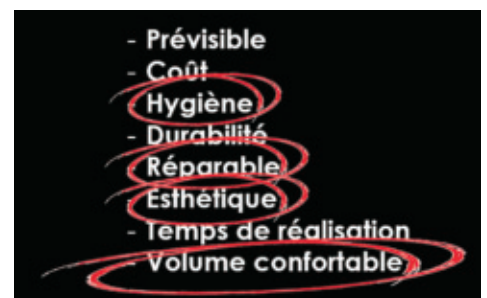 - Prévisible
- Coût
- Hygiène
- Durabilité
- Réparable
- Esthétique
- Temps de réalisation
- Volume confortable